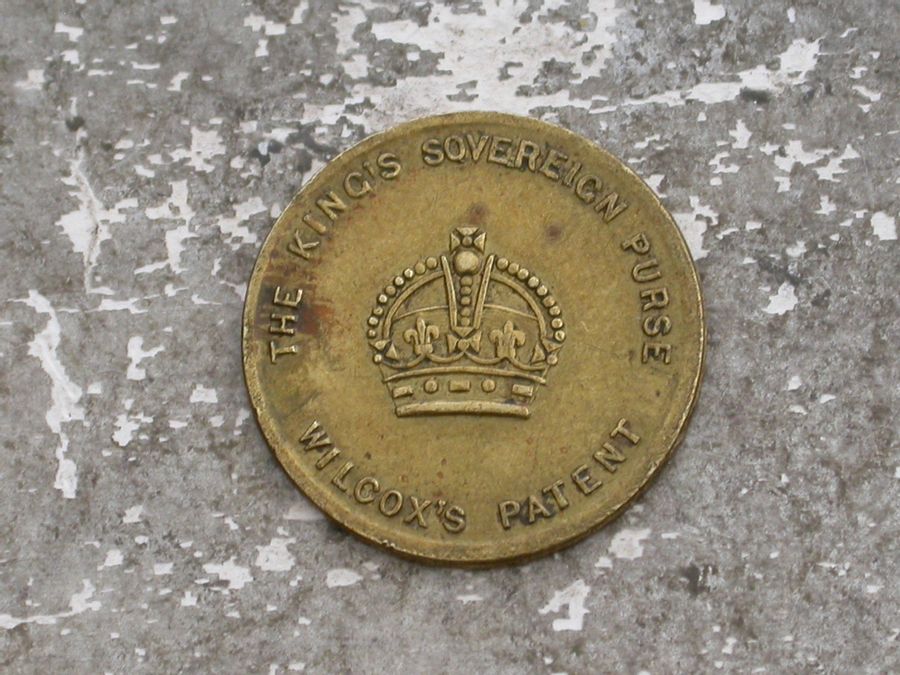 THE KING'S SOVEREIGN PURSE
WILCOX'S PATENT